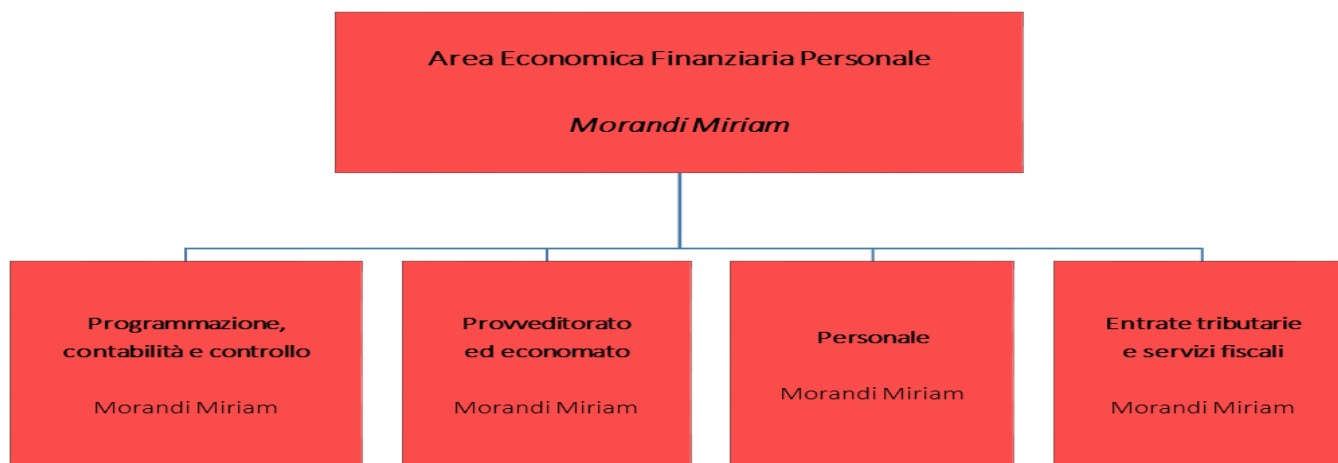 Area Economica Finanziaria Personale
Morandi Miriam
Programmazione,
contabilità e controllo
Morandi Miriam
Provveditorato
ed economato
Morandi Miriam
Personale
Morandi Miriam
Entrate tributarie
e servizi fiscali
Morandi Miriam